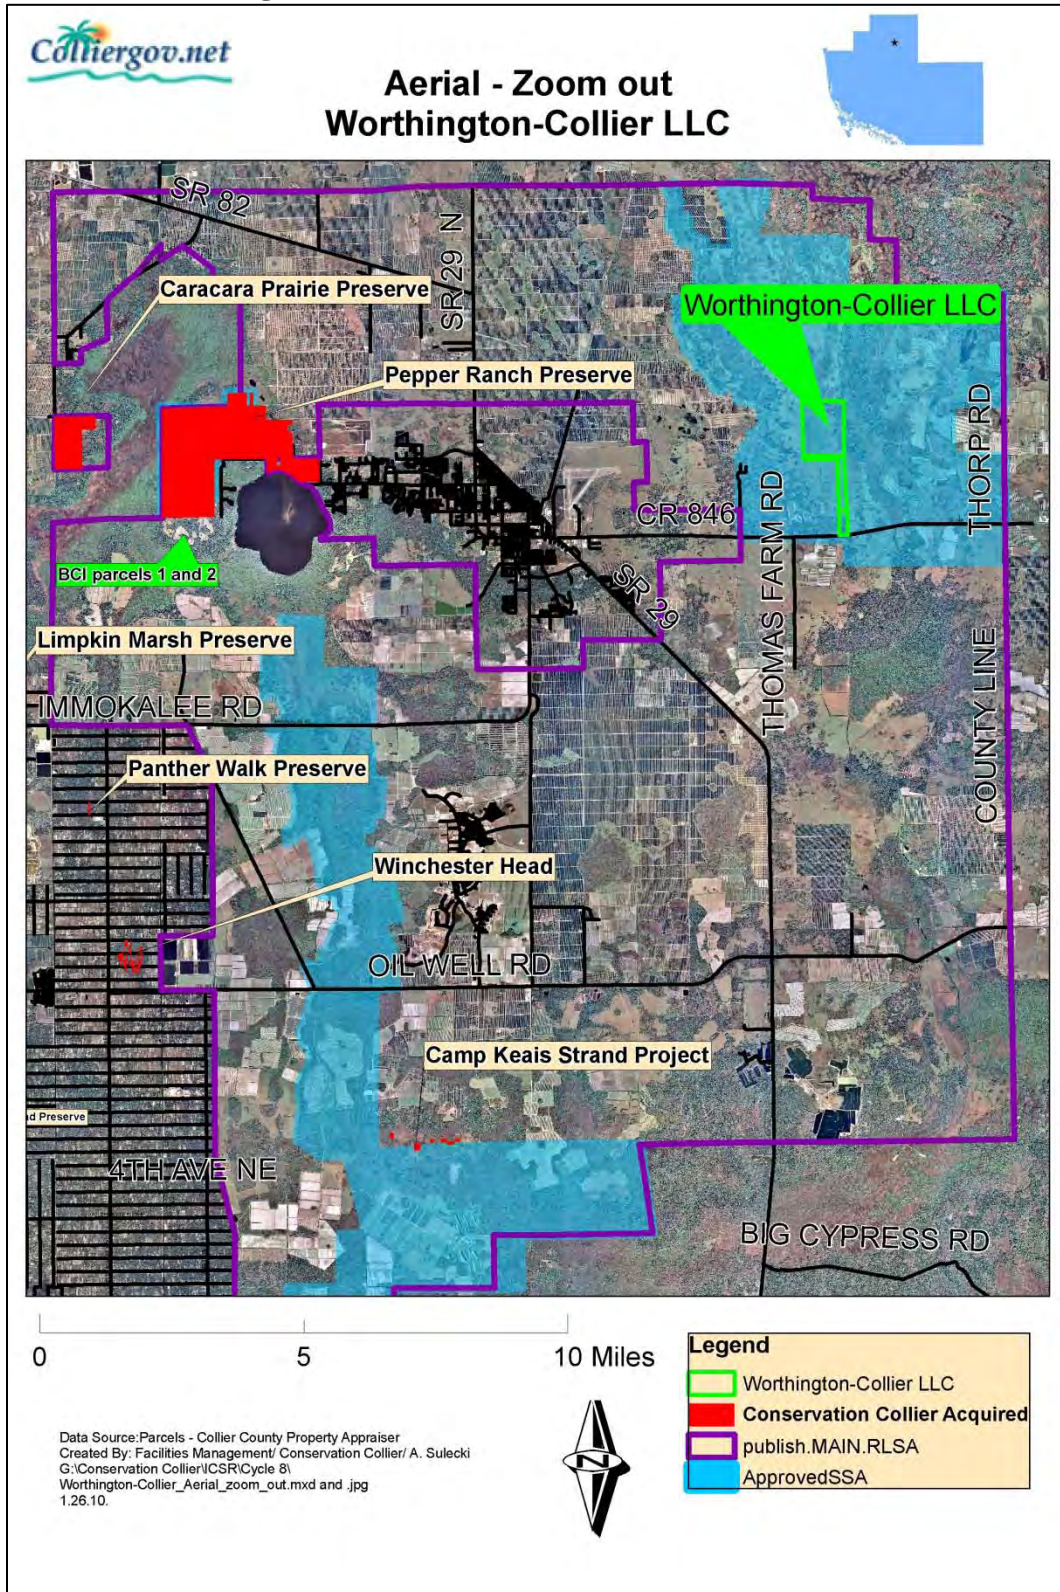 Colliergov.net
Aerial - Zoom out
Worthington-Collier LLC
SR 82
SR 29 N
Caracara Prairie Preserve
Worthington-Collier LLC
Pepper Ranch Preserve
THORP RD
CR 846
THOMAS FARM RD
BCI parcels 1 and 2
SR 29
Limpkin Marsh Preserve
IMMOKALEE RD
COUNTY LINE
Panther Walk Preserve
Winchester Head
OIL WELL RD
Camp Keais Strand Project
d Preserve
4TH AVE NE
BIG CYPRESS RD
0 5 10 Miles
Legend
Worthington-Collier LLC
Conservation Collier Acquired
publish.MAIN.RLSA
ApprovedSSA
Data Source:Parcels - Collier County Property Appraiser
Created By: Facilities Management/ Conservation Collier/ A. Sulecki
G:\Conservation Collier\ICSR\Cycle 8\
Worthington-Collier_Aerial_zoom_out.mxd and .jpg
1.26.10.
N